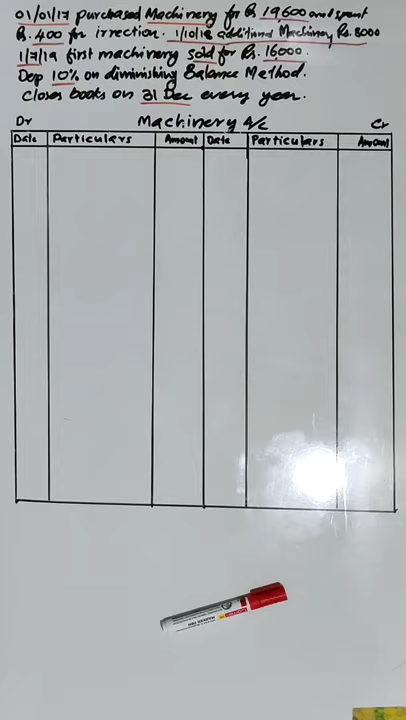 01/01/17 purchased Machinery for Rs. 19600 and spent
Rs. 400 for irrection. 1/10/18 additional Machinery Rs. 8000
1/7/19 first machinery sold for Rs. 16000.
Dep 10% on diminishing Balance Method.
Closes books on 31 Dec every year.
Dr Machinery A/c Cr
Date Particulars Amount Date Particulars Amount
MARKER PEN